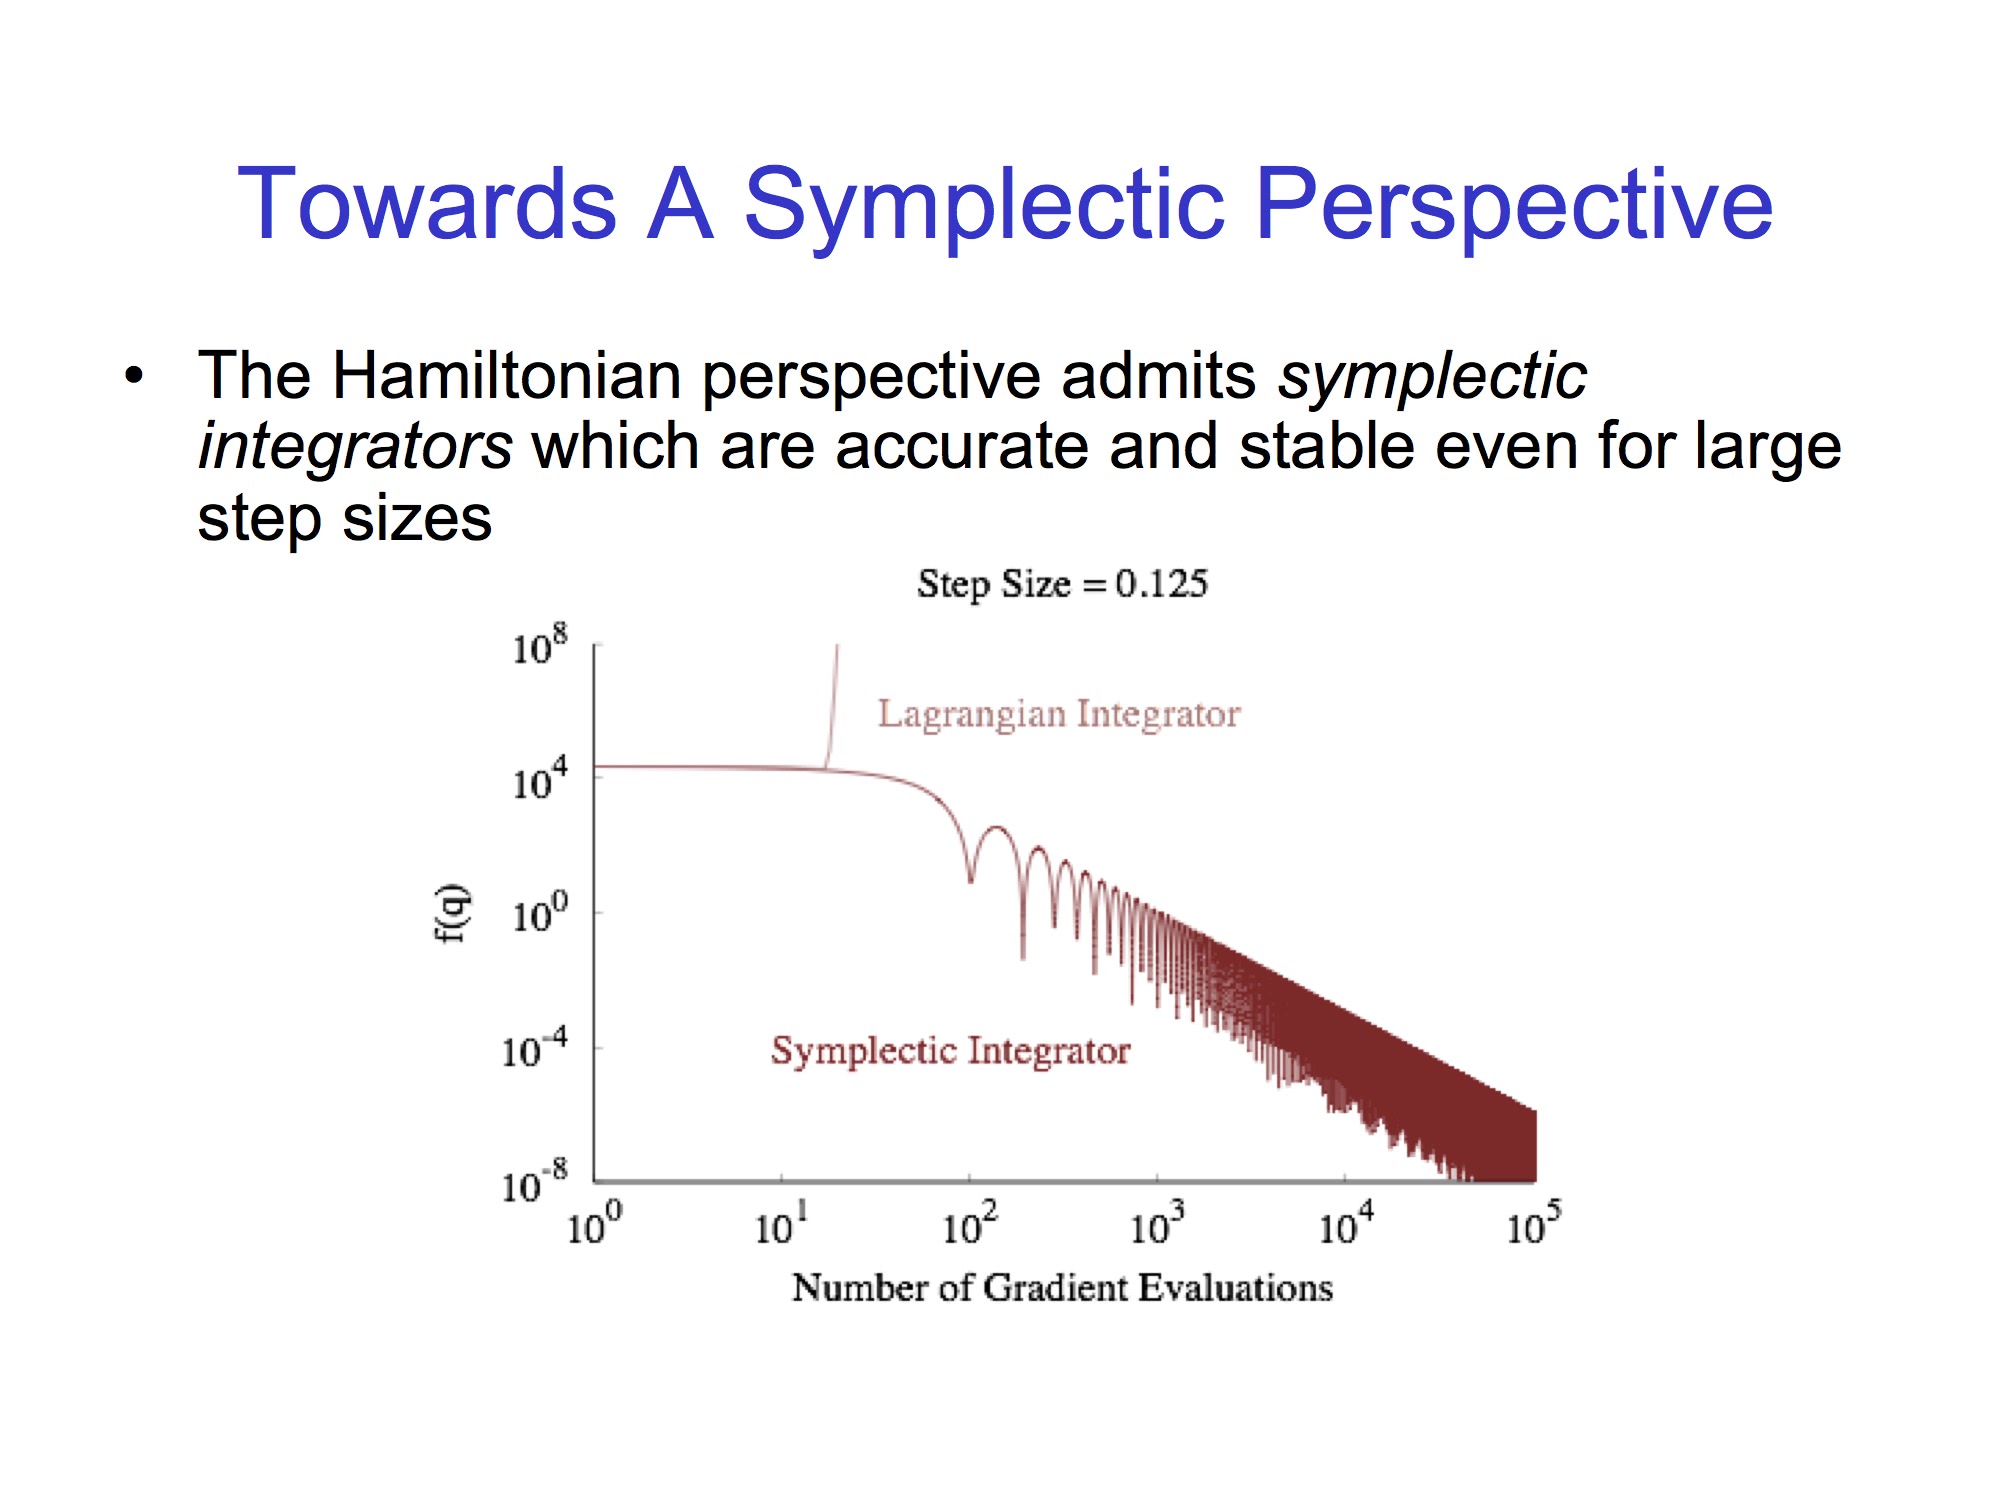 Towards A Symplectic Perspective
• The Hamiltonian perspective admits symplectic
integrators which are accurate and stable even for large
step sizes
Step Size = 0.125
10^8
Lagrangian Integrator
10^4
f(q)
10^0
Symplectic Integrator
10^-4
10^-8
10^0 10^1 10^2 10^3 10^4 10^5
Number of Gradient Evaluations